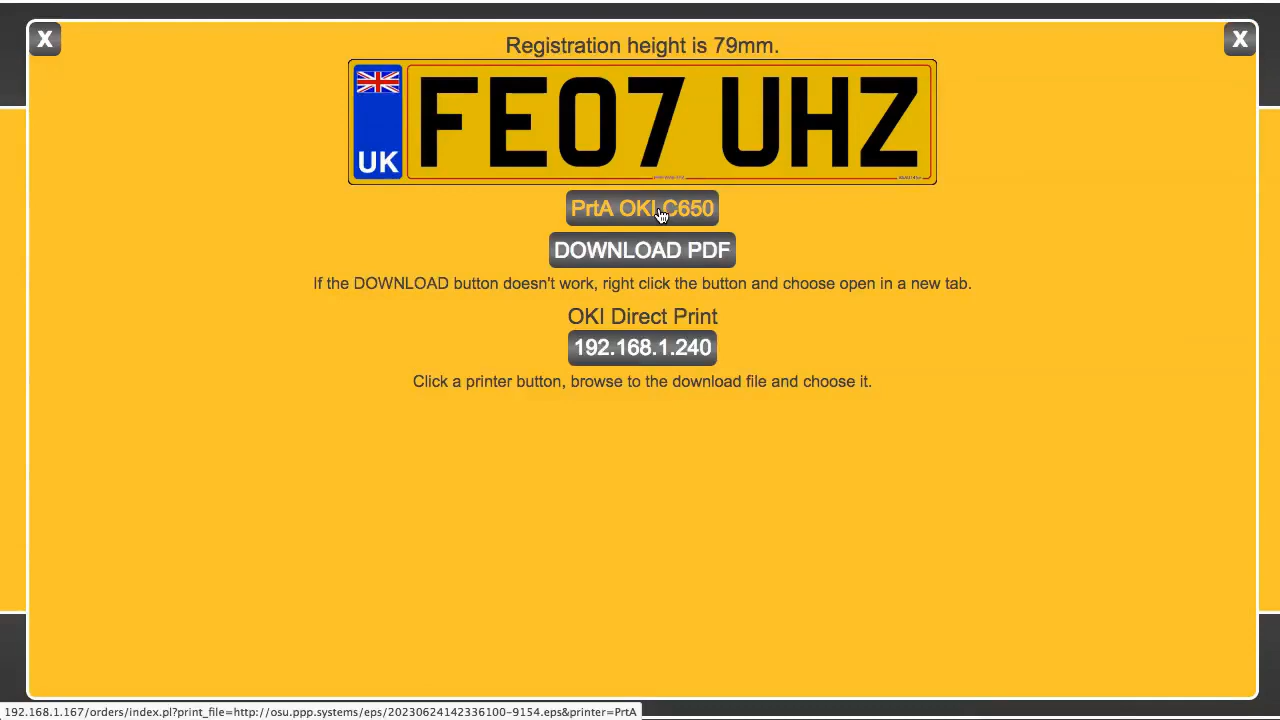 X
X
Registration height is 79mm.
FE07 UHZ
UK
PrtA OKI C650
DOWNLOAD PDF
If the DOWNLOAD button doesn't work, right click the button and choose open in a new tab.
OKI Direct Print
192.168.1.240
Click a printer button, browse to the download file and choose it.
192.168.1.167/orders/index.pl?print_file=http://osu.ppp.systems/eps/20230624142336100-9154.eps&printer=PrtA